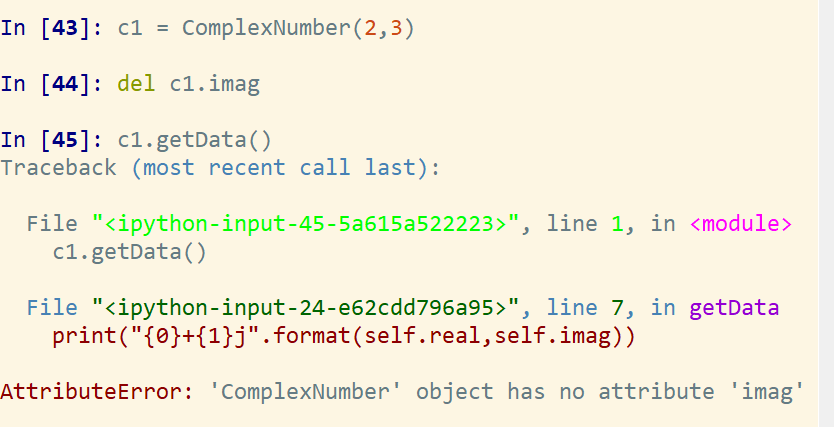 In [43]: c1 = ComplexNumber(2,3)
In [44]: del c1.imag
In [45]: c1.getData()
Traceback (most recent call last):
File "<ipython-input-45-5a615a522223>", line 1, in <module>
c1.getData()
File "<ipython-input-24-e62cdd796a95>", line 7, in getData
print("{0}+{1}j".format(self.real,self.imag))
AttributeError: 'ComplexNumber' object has no attribute 'imag'